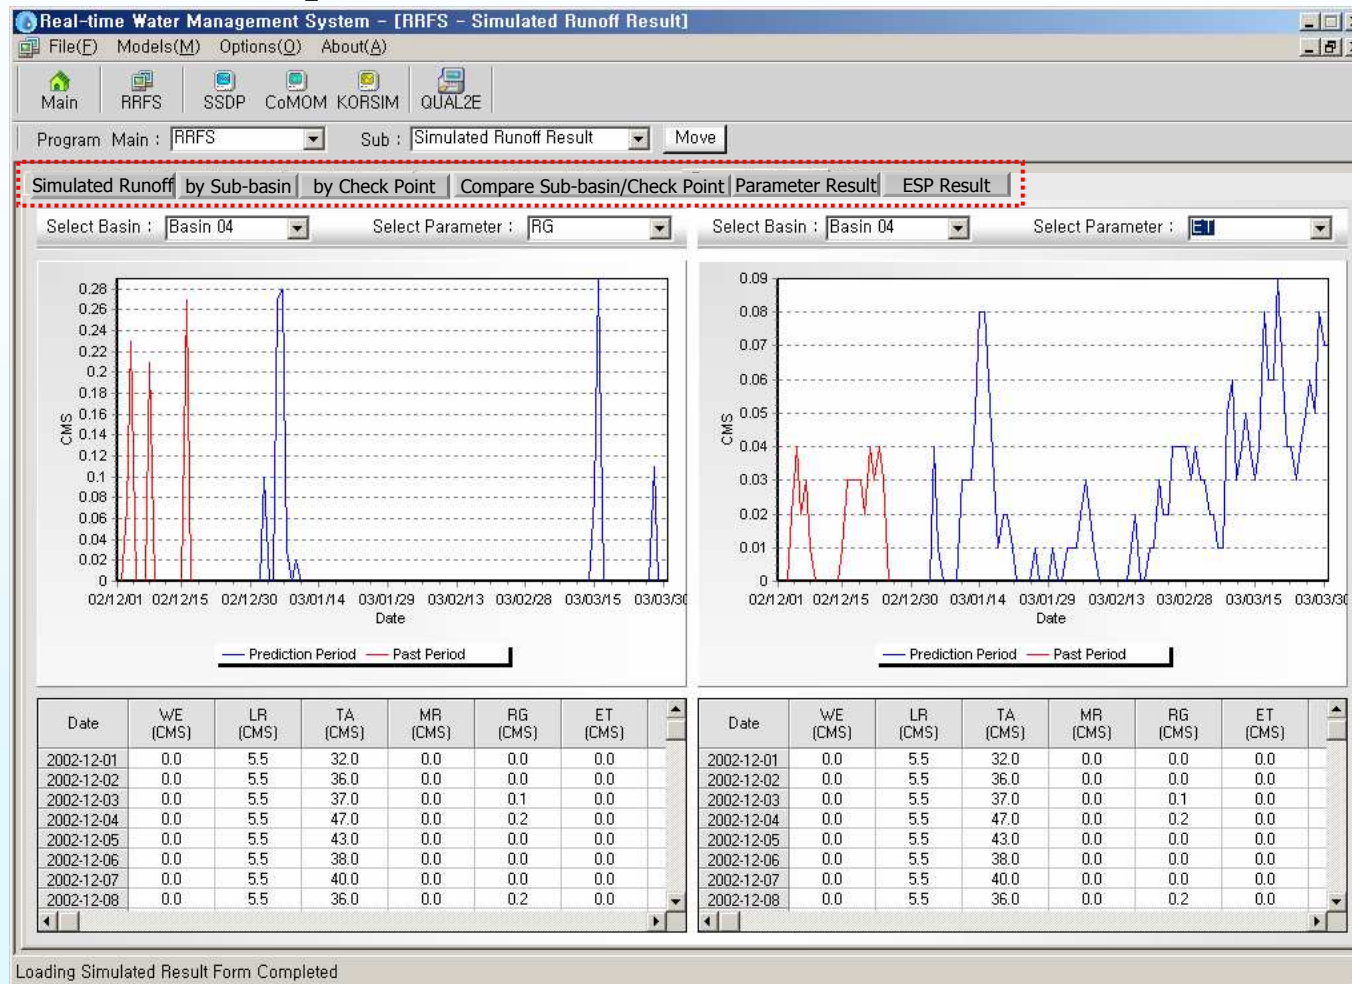 Real-time Water Management System - [RRFS - Simulated Runoff Result]
File(F) Models(M) Options(O) About(A)
Main RRFS SSDP CoMOM KORSIM QUAL2E
Program Main : RRFS Sub : Simulated Runoff Result Move
Simulated Runoff by Sub-basin by Check Point Compare Sub-basin/Check Point Parameter Result ESP Result
Select Basin : Basin 04 Select Parameter : RG
0.28
0.26
0.24
0.22
0.2
0.18
0.16
0.14
0.12
0.1
0.08
0.06
0.04
0.02
0
CMS
02/12/01 02/12/15 02/12/30 03/01/14 03/01/29 03/02/13 03/02/28 03/03/15 03/03/30
Date
Prediction Period Past Period
Select Basin : Basin 04 Select Parameter : ET
0.09
0.08
0.07
0.06
0.05
0.04
0.03
0.02
0.01
0
CMS
02/12/01 02/12/15 02/12/30 03/01/14 03/01/29 03/02/13 03/02/28 03/03/15 03/03/30
Date
Prediction Period Past Period
Date WE (CMS) LR (CMS) TA (CMS) MR (CMS) RG (CMS) ET (CMS)
2002-12-01 0.0 5.5 32.0 0.0 0.0 0.0
2002-12-02 0.0 5.5 36.0 0.0 0.0 0.0
2002-12-03 0.0 5.5 37.0 0.0 0.1 0.0
2002-12-04 0.0 5.5 47.0 0.0 0.2 0.0
2002-12-05 0.0 5.5 43.0 0.0 0.0 0.0
2002-12-06 0.0 5.5 38.0 0.0 0.0 0.0
2002-12-07 0.0 5.5 40.0 0.0 0.0 0.0
2002-12-08 0.0 5.5 36.0 0.0 0.2 0.0
Date WE (CMS) LR (CMS) TA (CMS) MR (CMS) RG (CMS) ET (CMS)
2002-12-01 0.0 5.5 32.0 0.0 0.0 0.0
2002-12-02 0.0 5.5 36.0 0.0 0.0 0.0
2002-12-03 0.0 5.5 37.0 0.0 0.1 0.0
2002-12-04 0.0 5.5 47.0 0.0 0.2 0.0
2002-12-05 0.0 5.5 43.0 0.0 0.0 0.0
2002-12-06 0.0 5.5 38.0 0.0 0.0 0.0
2002-12-07 0.0 5.5 40.0 0.0 0.0 0.0
2002-12-08 0.0 5.5 36.0 0.0 0.2 0.0
Loading Simulated Result Form Completed